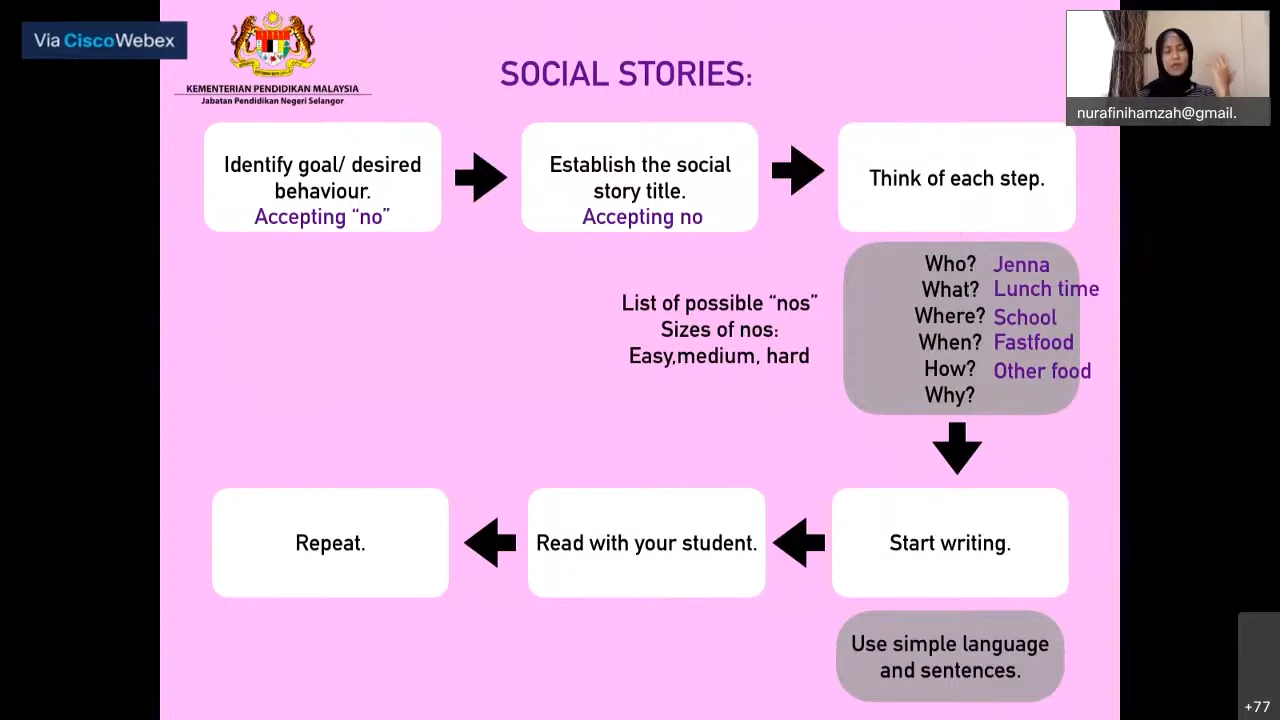 Via CiscoWebex
KEMENTERIAN PENDIDIKAN MALAYSIA
Jabatan Pendidikan Negeri Selangor
SOCIAL STORIES:
nurafinihamzah@gmail.
Identify goal/ desired
behaviour.
Accepting “no”
Establish the social
story title.
Accepting no
Think of each step.
List of possible “nos”
Sizes of nos:
Easy,medium, hard
Who? Jenna
What? Lunch time
Where? School
When? Fastfood
How? Other food
Why?
Repeat.
Read with your student.
Start writing.
Use simple language
and sentences.
+77